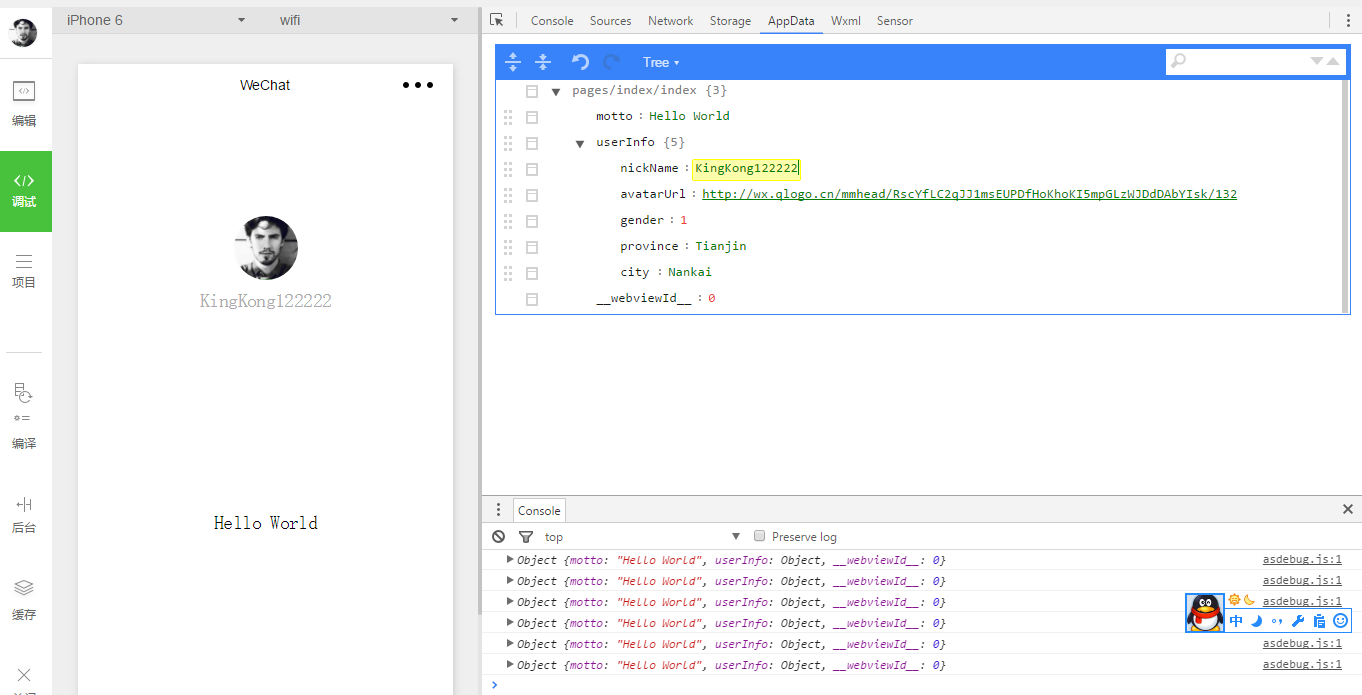 iPhone 6
wifi
编辑
</>
调试
项目
编译
后台
缓存
WeChat
KingKong122222
Hello World
Console Sources Network Storage AppData Wxml Sensor
Tree
pages/index/index {3}
motto : Hello World
userInfo {5}
nickName : KingKong122222
avatarUrl : http://wx.qlogo.cn/mmhead/RscYfLC2qJJ1msEUPDfHoKhoKI5mpGLzWJDdDAbYIsk/132
gender : 1
province : Tianjin
city : Nankai
__webviewId__ : 0
Console
top
Preserve log
Object {motto: "Hello World", userInfo: Object, __webviewId__: 0} asdebug.js:1
Object {motto: "Hello World", userInfo: Object, __webviewId__: 0} asdebug.js:1
Object {motto: "Hello World", userInfo: Object, __webviewId__: 0} asdebug.js:1
Object {motto: "Hello World", userInfo: Object, __webviewId__: 0}
中
Object {motto: "Hello World", userInfo: Object, __webviewId__: 0} asdebug.js:1
Object {motto: "Hello World", userInfo: Object, __webviewId__: 0} asdebug.js:1